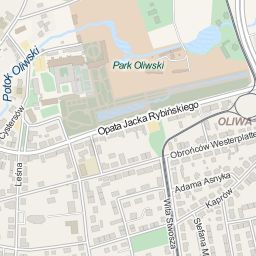 Potok Oliwski
Park Oliwski
Opata Jacka Rybińskiego
OLIWA
Cystersów
Obrońców Westerplatte
Leśna
Adama Asnyka
Kaprów
Wita Stwosza
Stefana M